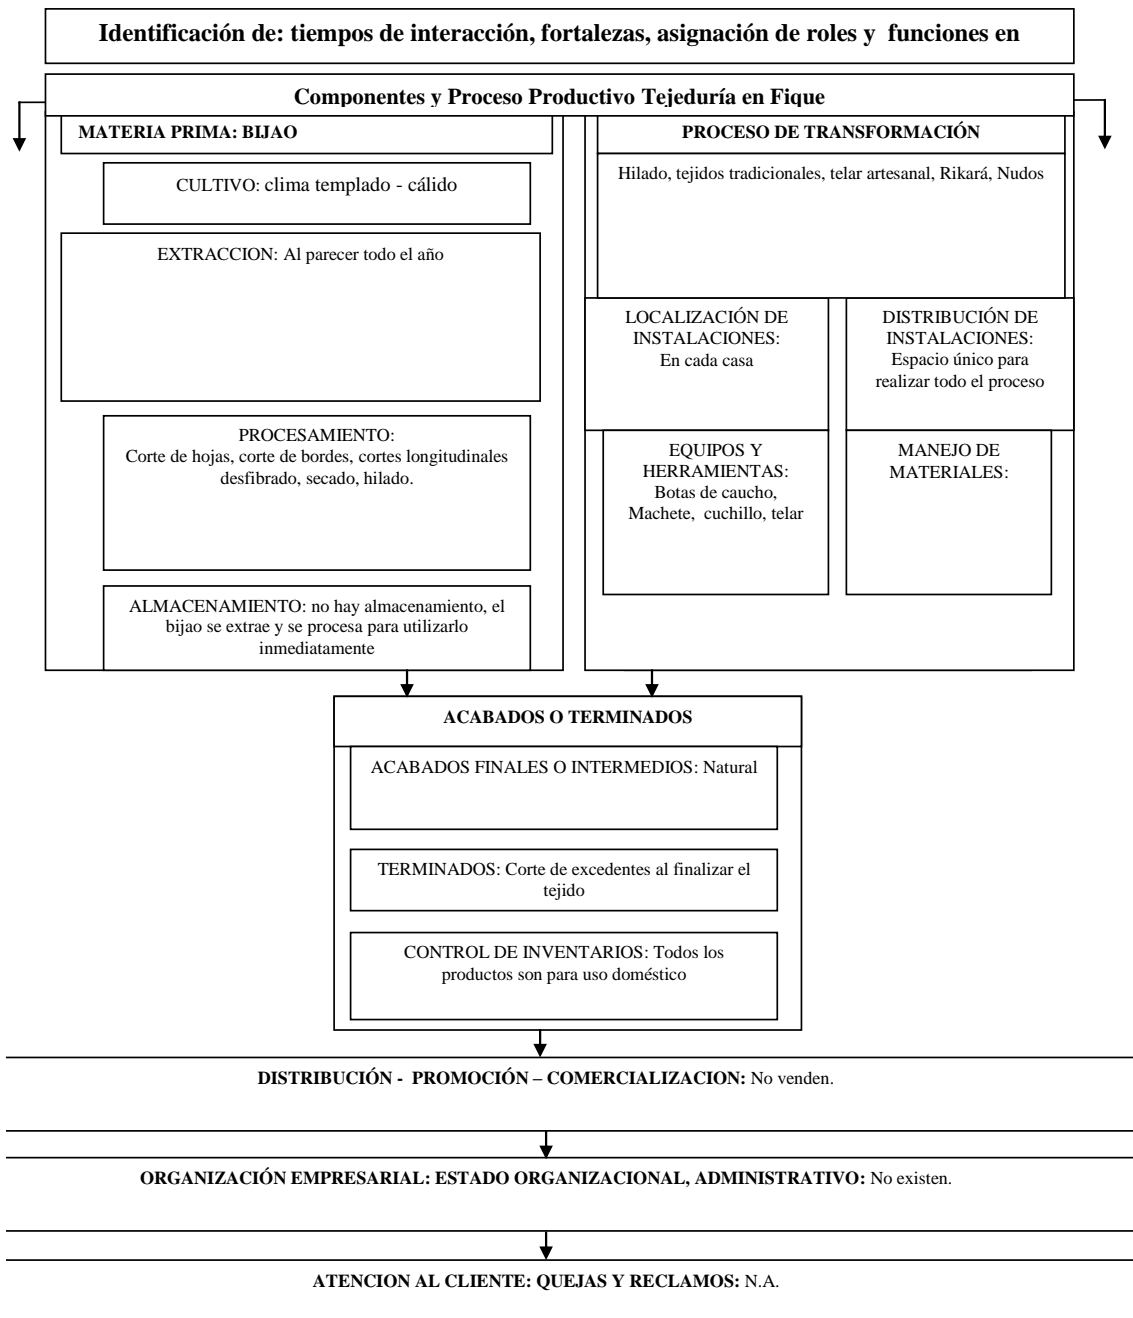 Identificación de: tiempos de interacción, fortalezas, asignación de roles y funciones en
Componentes y Proceso Productivo Tejeduría en Fique
MATERIA PRIMA: BIJAO
CULTIVO: clima templado - cálido
EXTRACCION: Al parecer todo el año
PROCESAMIENTO:
Corte de hojas, corte de bordes, cortes longitudinales
desfibrado, secado, hilado.
ALMACENAMIENTO: no hay almacenamiento, el
bijao se extrae y se procesa para utilizarlo
inmediatamente
PROCESO DE TRANSFORMACIÓN
Hilado, tejidos tradicionales, telar artesanal, Rikará, Nudos
LOCALIZACIÓN DE
INSTALACIONES:
En cada casa
DISTRIBUCIÓN DE
INSTALACIONES:
Espacio único para
realizar todo el proceso
EQUIPOS Y
HERRAMIENTAS:
Botas de caucho,
Machete, cuchillo, telar
MANEJO DE
MATERIALES:
ACABADOS O TERMINADOS
ACABADOS FINALES O INTERMEDIOS: Natural
TERMINADOS: Corte de excedentes al finalizar el
tejido
CONTROL DE INVENTARIOS: Todos los
productos son para uso doméstico
DISTRIBUCIÓN - PROMOCIÓN – COMERCIALIZACION: No venden.
ORGANIZACIÓN EMPRESARIAL: ESTADO ORGANIZACIONAL, ADMINISTRATIVO: No existen.
ATENCION AL CLIENTE: QUEJAS Y RECLAMOS: N.A.